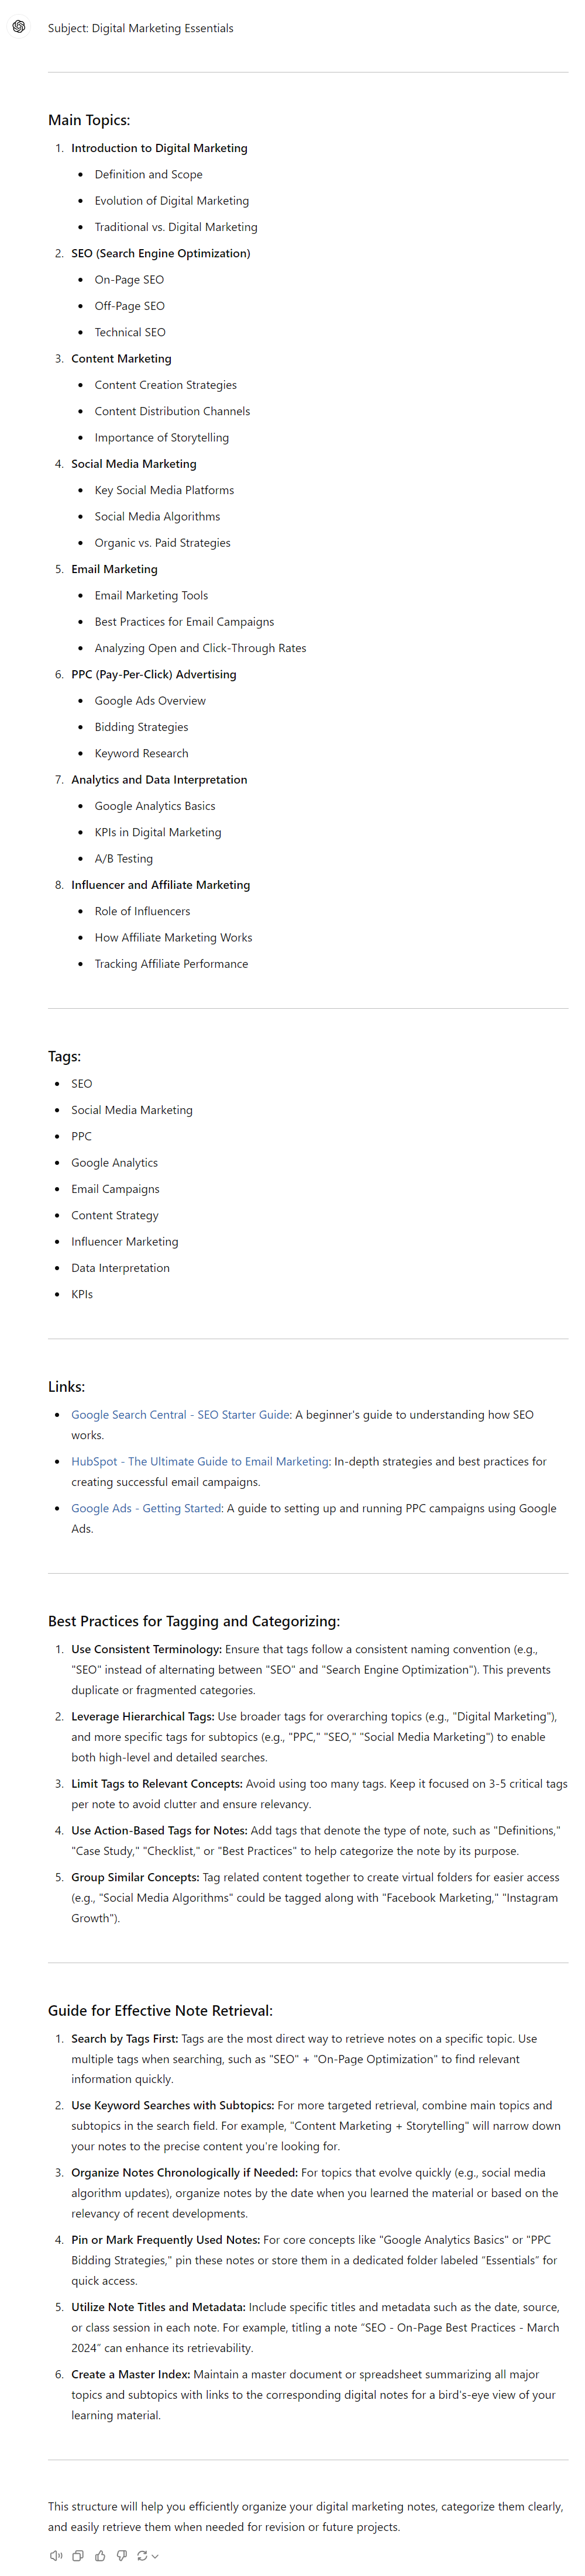 Subject: Digital Marketing Essentials
Main Topics:
1. Introduction to Digital Marketing
• Definition and Scope
• Evolution of Digital Marketing
• Traditional vs. Digital Marketing
2. SEO (Search Engine Optimization)
• On-Page SEO
• Off-Page SEO
• Technical SEO
3. Content Marketing
• Content Creation Strategies
• Content Distribution Channels
• Importance of Storytelling
4. Social Media Marketing
• Key Social Media Platforms
• Social Media Algorithms
• Organic vs. Paid Strategies
5. Email Marketing
• Email Marketing Tools
• Best Practices for Email Campaigns
• Analyzing Open and Click-Through Rates
6. PPC (Pay-Per-Click) Advertising
• Google Ads Overview
• Bidding Strategies
• Keyword Research
7. Analytics and Data Interpretation
• Google Analytics Basics
• KPIs in Digital Marketing
• A/B Testing
8. Influencer and Affiliate Marketing
• Role of Influencers
• How Affiliate Marketing Works
• Tracking Affiliate Performance
Tags:
• SEO
• Social Media Marketing
• PPC
• Google Analytics
• Email Campaigns
• Content Strategy
• Influencer Marketing
• Data Interpretation
• KPIs
Links:
• Google Search Central - SEO Starter Guide: A beginner's guide to understanding how SEO
works.
• HubSpot - The Ultimate Guide to Email Marketing: In-depth strategies and best practices for
creating successful email campaigns.
• Google Ads - Getting Started: A guide to setting up and running PPC campaigns using Google
Ads.
Best Practices for Tagging and Categorizing:
1. Use Consistent Terminology: Ensure that tags follow a consistent naming convention (e.g.,
"SEO" instead of alternating between "SEO" and "Search Engine Optimization"). This prevents
duplicate or fragmented categories.
2. Leverage Hierarchical Tags: Use broader tags for overarching topics (e.g., "Digital Marketing"),
and more specific tags for subtopics (e.g., "PPC," "SEO," "Social Media Marketing") to enable
both high-level and detailed searches.
3. Limit Tags to Relevant Concepts: Avoid using too many tags. Keep it focused on 3-5 critical tags
per note to avoid clutter and ensure relevancy.
4. Use Action-Based Tags for Notes: Add tags that denote the type of note, such as "Definitions,"
"Case Study," "Checklist," or "Best Practices" to help categorize the note by its purpose.
5. Group Similar Concepts: Tag related content together to create virtual folders for easier access
(e.g., "Social Media Algorithms" could be tagged along with "Facebook Marketing," "Instagram
Growth").
Guide for Effective Note Retrieval:
1. Search by Tags First: Tags are the most direct way to retrieve notes on a specific topic. Use
multiple tags when searching, such as "SEO" + "On-Page Optimization" to find relevant
information quickly.
2. Use Keyword Searches with Subtopics: For more targeted retrieval, combine main topics and
subtopics in the search field. For example, "Content Marketing + Storytelling" will narrow down
your notes to the precise content you're looking for.
3. Organize Notes Chronologically if Needed: For topics that evolve quickly (e.g., social media
algorithm updates), organize notes by the date when you learned the material or based on the
relevancy of recent developments.
4. Pin or Mark Frequently Used Notes: For core concepts like "Google Analytics Basics" or "PPC
Bidding Strategies," pin these notes or store them in a dedicated folder labeled “Essentials” for
quick access.
5. Utilize Note Titles and Metadata: Include specific titles and metadata such as the date, source,
or class session in each note. For example, titling a note “SEO - On-Page Best Practices - March
2024” can enhance its retrievability.
6. Create a Master Index: Maintain a master document or spreadsheet summarizing all major
topics and subtopics with links to the corresponding digital notes for a bird's-eye view of your
learning material.
This structure will help you efficiently organize your digital marketing notes, categorize them clearly,
and easily retrieve them when needed for revision or future projects.